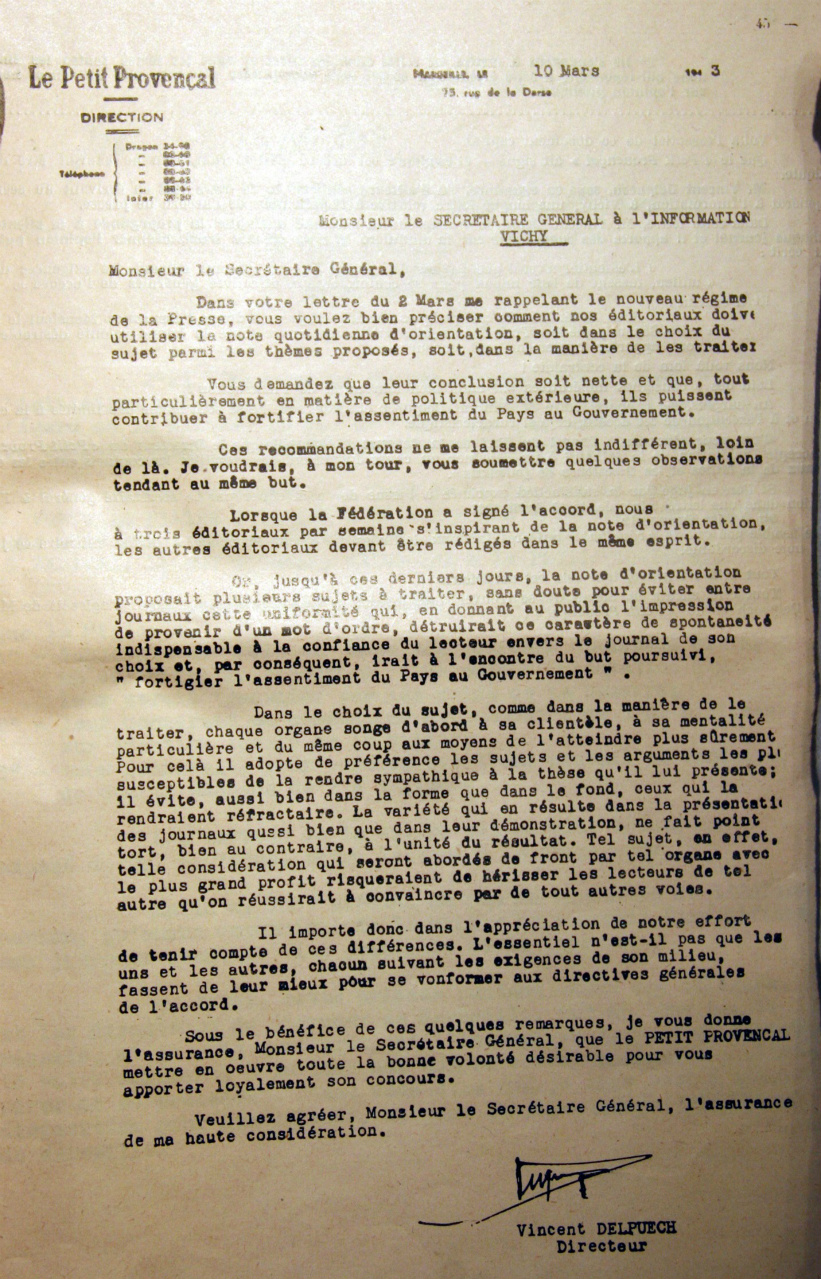 45 —
Le Petit Provençal
DIRECTION
MARSEILLE, LE 10 Mars 194 3
75, rue de la Darse
Téléphone
Dragon
Inter
Monsieur le SECRETAIRE GENERAL à l'INFORMATION
VICHY
Monsieur le Secrétaire Général,
Dans votre lettre du 2 Mars me rappelant le nouveau régime
de la Presse, vous voulez bien préciser comment nos éditoriaux doive
utiliser la note quotidienne d'orientation, soit dans le choix du
sujet parmi les thèmes proposés, soit,dans la manière de les traiter
Vous demandez que leur conclusion soit nette et que, tout
particulièrement en matière de politique extérieure, ils puissent
contribuer à fortifier l'assentiment du Pays au Gouvernement.
Ces recommandations ne me laissent pas indifférent, loin
de là. Je voudrais, à mon tour, vous soumettre quelques observations
tendant au même but.
Lorsque la Fédération a signé l'accord, nous
à trois éditoriaux par semaine s'inspirant de la note d'orientation,
les autres éditoriaux devant être rédigés dans le même esprit.
Or, jusqu'à ces derniers jours, la note d'orientation
proposait plusieurs sujets à traiter, sans doute pour éviter entre
journaux cette uniformité qui, en donnant au public l'impression
de provenir d'un mot d'ordre, détruirait ce caractère de spontaneité
indispensable à la confiance du lecteur envers le journal de son
choix et, par conséquent, irait à l'encontre du but poursuivi,
" fortigier l'assentiment du Pays au Gouvernement " .
Dans le choix du sujet, comme dans la manière de le
traiter, chaque organe songe d'abord à sa clientèle, à sa mentalité
particulière et du même coup aux moyens de l'atteindre plus sûrement
Pour celà il adopte de préférence les sujets et les arguments les pl
susceptibles de la rendre sympathique à la thèse qu'il lui présente;
il évite, aussi bien dans la forme que dans le fond, ceux qui la
rendraient réfractaire. La variété qui en résulte dans la présentati
des journaux qussi bien que dans leur démonstration, ne fait point
tort, bien au contraire, à l'unité du résultat. Tel sujet, en effet,
telle considération qui seront abordés de front par tel organe avec
le plus grand profit risqueraient de hérisser les lecteurs de tel
autre qu'on réussirait à convaincre par de tout autres voies.
Il importe donc dans l'appréciation de notre effort
de tenir compte de ces différences. L'essentiel n'est-il pas que les
uns et les autres, chacun suivant les exigences de son milieu,
fassent de leur mieux pour se vonformer aux directives générales
de l'accord.
Sous le bénéfice de ces quelques remarques, je vous donne
l'assurance, Monsieur le Secrétaire Général, que le PETIT PROVENCAL
mettre en oeuvre toute la bonne volonté désirable pour vous
apporter loyalement son concours.
Veuillez agréer, Monsieur le Secrétaire Général, l'assurance
de ma haute considération.
Vincent DELPUECH
Directeur